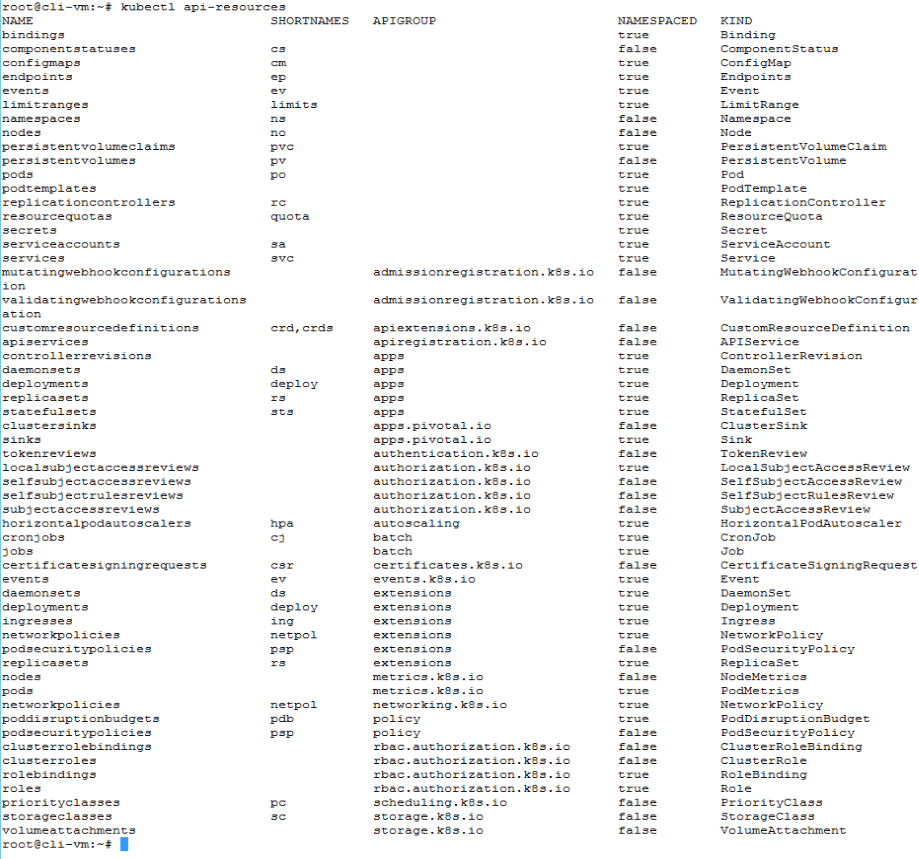 root@cli-vm:~# kubectl api-resources
NAME SHORTNAMES APIGROUP NAMESPACED KIND
bindings true Binding
componentstatuses cs false ComponentStatus
configmaps cm true ConfigMap
endpoints ep true Endpoints
events ev true Event
limitranges limits true LimitRange
namespaces ns false Namespace
nodes no false Node
persistentvolumeclaims pvc true PersistentVolumeClaim
persistentvolumes pv false PersistentVolume
pods po true Pod
podtemplates true PodTemplate
replicationcontrollers rc true ReplicationController
resourcequotas quota true ResourceQuota
secrets true Secret
serviceaccounts sa true ServiceAccount
services svc true Service
mutatingwebhookconfigurations admissionregistration.k8s.io false MutatingWebhookConfigurat
ion
validatingwebhookconfigurations admissionregistration.k8s.io false ValidatingWebhookConfigur
ation
customresourcedefinitions crd,crds apiextensions.k8s.io false CustomResourceDefinition
apiservices apiregistration.k8s.io false APIService
controllerrevisions apps true ControllerRevision
daemonsets ds apps true DaemonSet
deployments deploy apps true Deployment
replicasets rs apps true ReplicaSet
statefulsets sts apps true StatefulSet
clustersinks apps.pivotal.io false ClusterSink
sinks apps.pivotal.io true Sink
tokenreviews authentication.k8s.io false TokenReview
localsubjectaccessreviews authorization.k8s.io true LocalSubjectAccessReview
selfsubjectaccessreviews authorization.k8s.io false SelfSubjectAccessReview
selfsubjectrulesreviews authorization.k8s.io false SelfSubjectRulesReview
subjectaccessreviews authorization.k8s.io false SubjectAccessReview
horizontalpodautoscalers hpa autoscaling true HorizontalPodAutoscaler
cronjobs cj batch true CronJob
jobs batch true Job
certificatesigningrequests csr certificates.k8s.io false CertificateSigningRequest
events ev events.k8s.io true Event
daemonsets ds extensions true DaemonSet
deployments deploy extensions true Deployment
ingresses ing extensions true Ingress
networkpolicies netpol extensions true NetworkPolicy
podsecuritypolicies psp extensions false PodSecurityPolicy
replicasets rs extensions true ReplicaSet
nodes metrics.k8s.io false NodeMetrics
pods metrics.k8s.io true PodMetrics
networkpolicies netpol networking.k8s.io true NetworkPolicy
poddisruptionbudgets pdb policy true PodDisruptionBudget
podsecuritypolicies psp policy false PodSecurityPolicy
clusterrolebindings rbac.authorization.k8s.io false ClusterRoleBinding
clusterroles rbac.authorization.k8s.io false ClusterRole
rolebindings rbac.authorization.k8s.io true RoleBinding
roles rbac.authorization.k8s.io true Role
priorityclasses pc scheduling.k8s.io false PriorityClass
storageclasses sc storage.k8s.io false StorageClass
volumeattachments storage.k8s.io false VolumeAttachment
root@cli-vm:~#